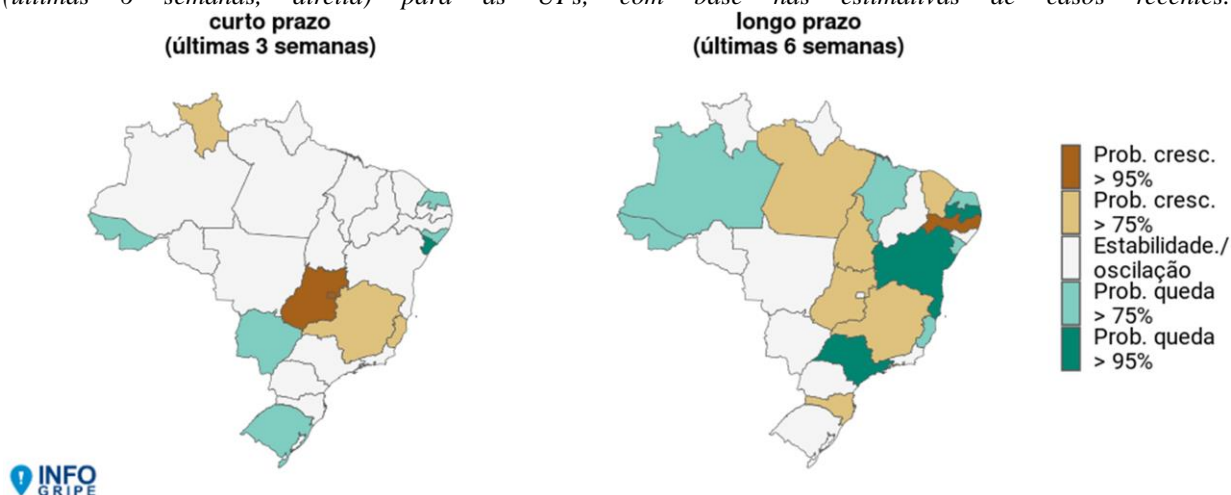 (últimas 6 semanas, direita) para as UFs, com base nas estimativas de casos recentes.
curto prazo
(últimas 3 semanas)
longo prazo
(últimas 6 semanas)
Prob. cresc.
> 95%
Prob. cresc.
> 75%
Estabilidade./
oscilação
Prob. queda
> 75%
Prob. queda
> 95%
INFO
GRIPE